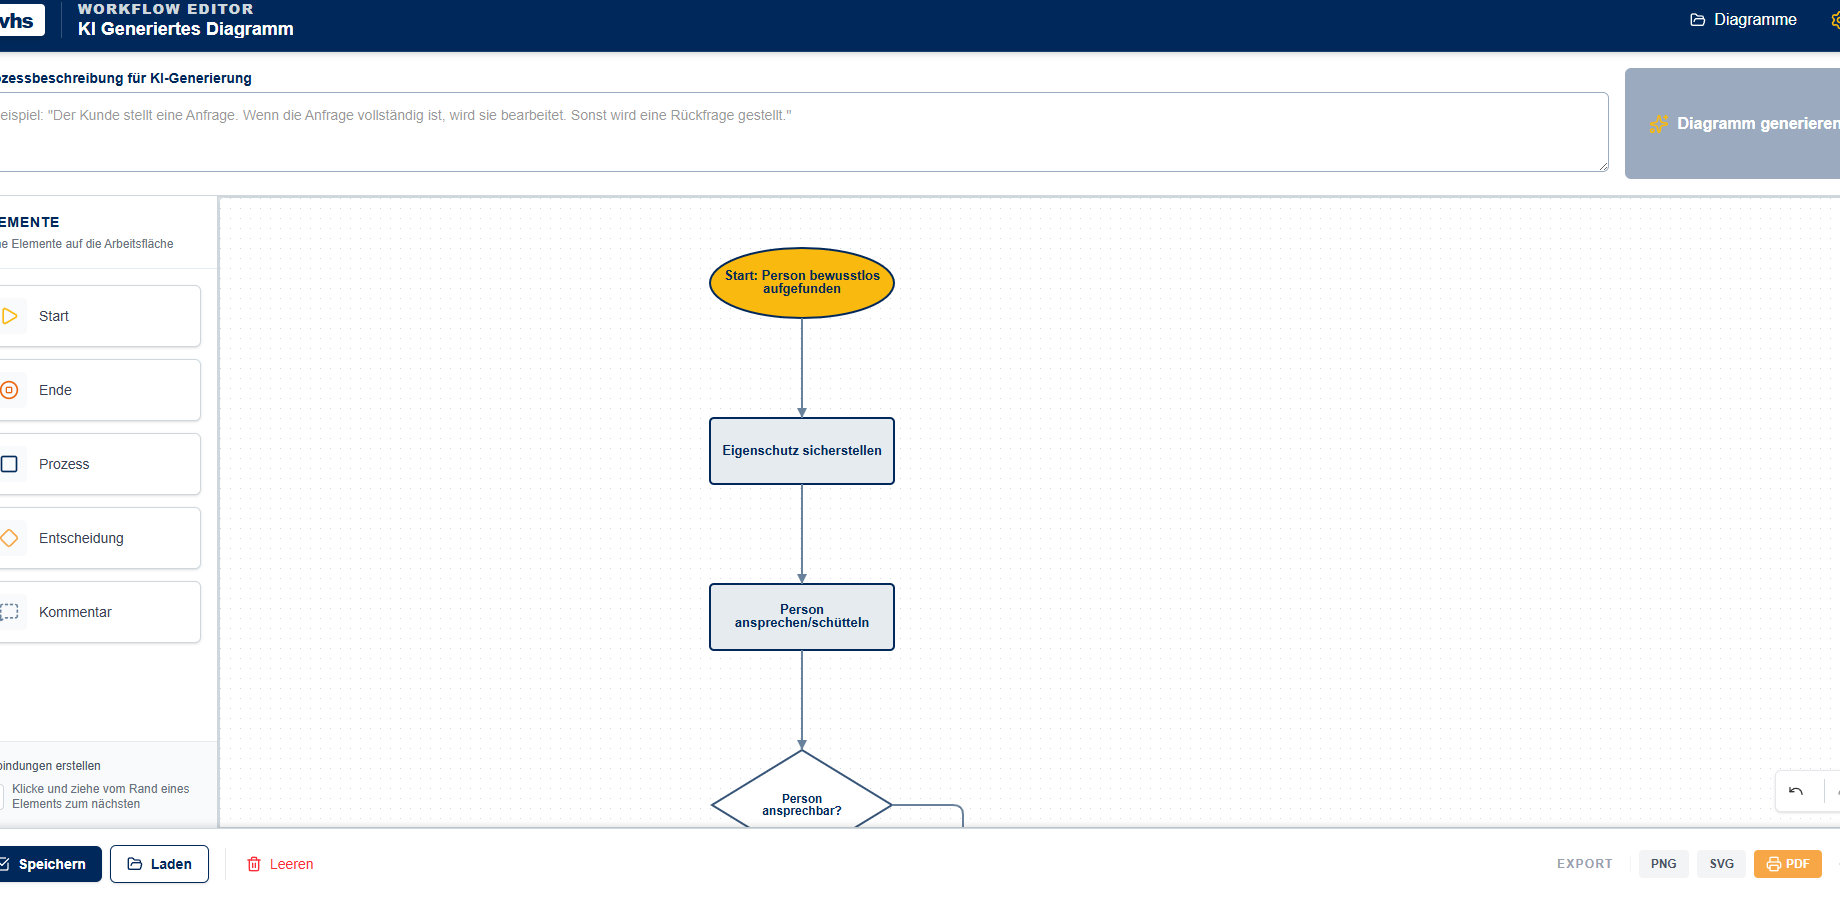 vhs
WORKFLOW EDITOR
KI Generiertes Diagramm
Diagramme
zessbeschreibung für KI-Generierung
eispiel: "Der Kunde stellt eine Anfrage. Wenn die Anfrage vollständig ist, wird sie bearbeitet. Sonst wird eine Rückfrage gestellt."
Diagramm generieren
EMENTE
e Elemente auf die Arbeitsfläche
Start
Ende
Prozess
Entscheidung
Kommentar
bindungen erstellen
Klicke und ziehe vom Rand eines
Elements zum nächsten
Start: Person bewusstlos
aufgefunden
Eigenschutz sicherstellen
Person
ansprechen/schütteln
Person
ansprechbar?
Speichern
Laden
Leeren
EXPORT
PNG
SVG
PDF